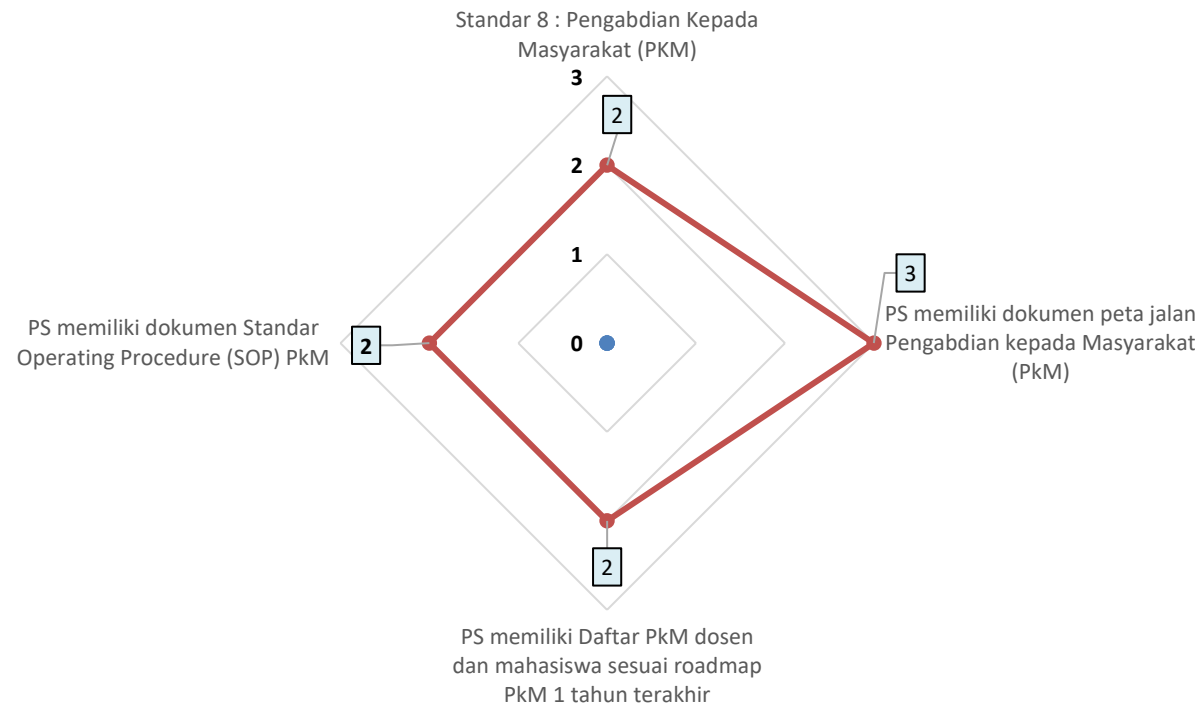 Standar 8 : Pengabdian Kepada
Masyarakat (PKM)
3
2
2
1
3
PS memiliki dokumen peta jalan
Pengabdian kepada Masyarakat
(PkM)
PS memiliki dokumen Standar
Operating Procedure (SOP) PkM
2
0
2
PS memiliki Daftar PkM dosen
dan mahasiswa sesuai roadmap
PkM 1 tahun terakhir